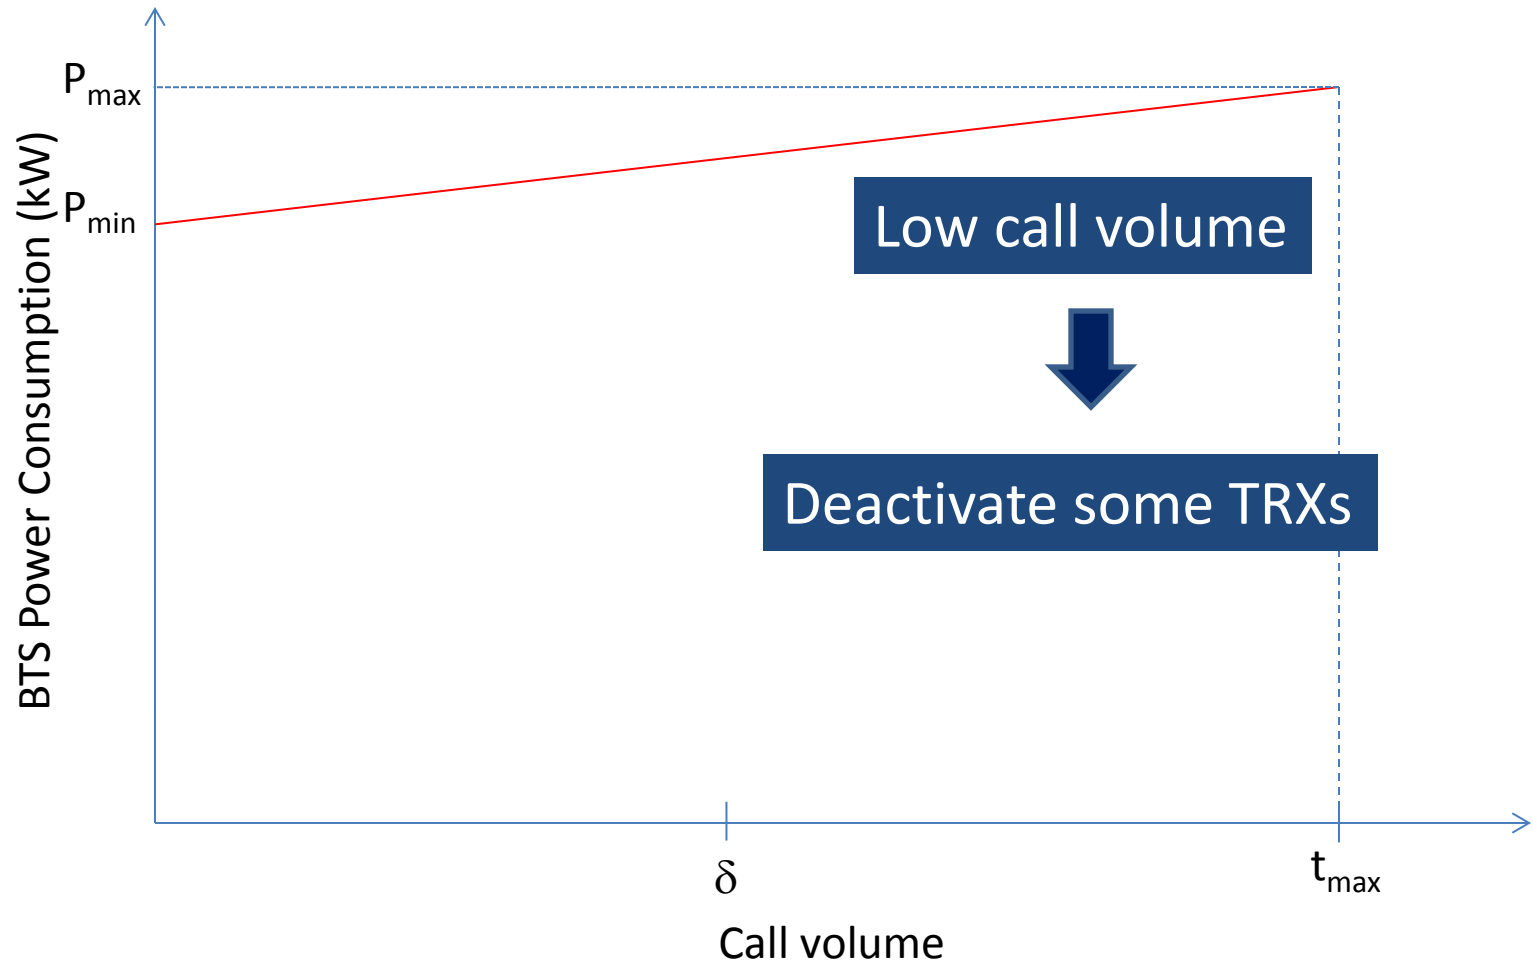 Pmax
Pmin
BTS Power Consumption (kW)
Low call volume
Deactivate some TRXs
δ
tmax
Call volume